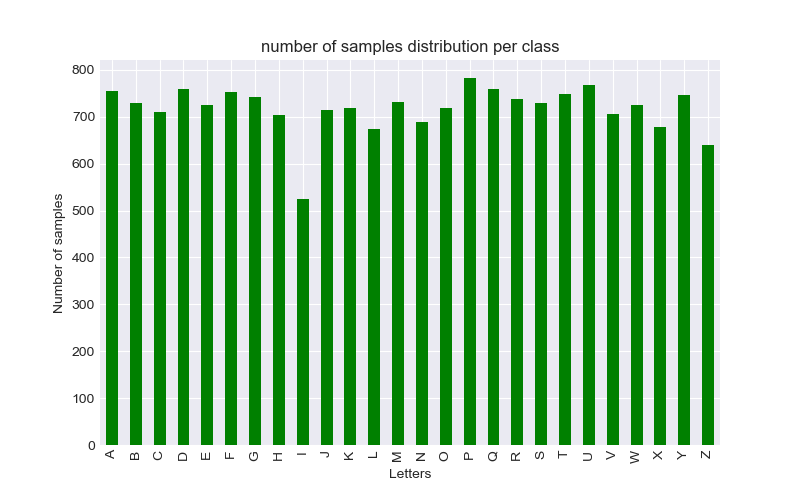 number of samples distribution per class
Number of samples
800
700
600
500
400
300
200
100
0
A B C D E F G H I J K L M N O P Q R S T U V W X Y Z
Letters